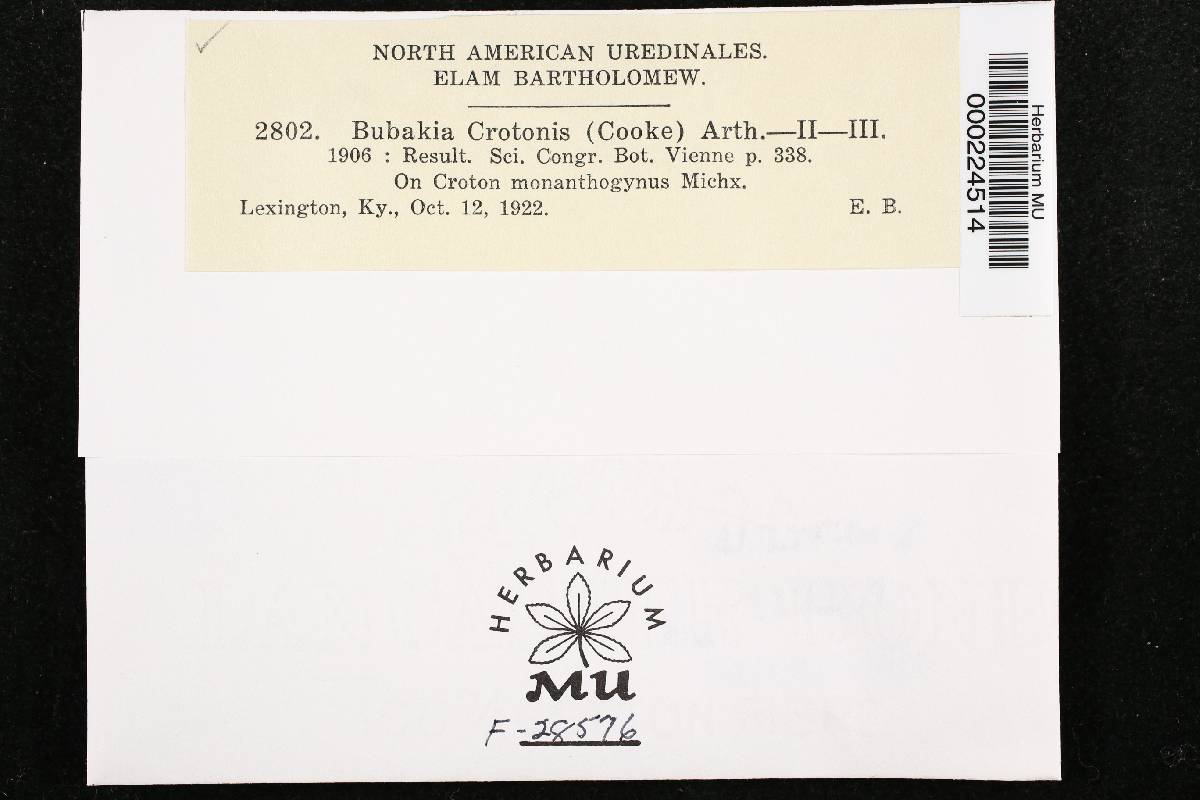 NORTH AMERICAN UREDINALES.
ELAM BARTHOLOMEW.
2802. Bubakia Crotonis (Cooke) Arth.—II—III.
1906 : Result. Sci. Congr. Bot. Vienne p. 338.
On Croton monanthogynus Michx.
Lexington, Ky., Oct. 12, 1922. E. B.
Herbarium MU
000224514
HERBARIUM
MU
F-28576